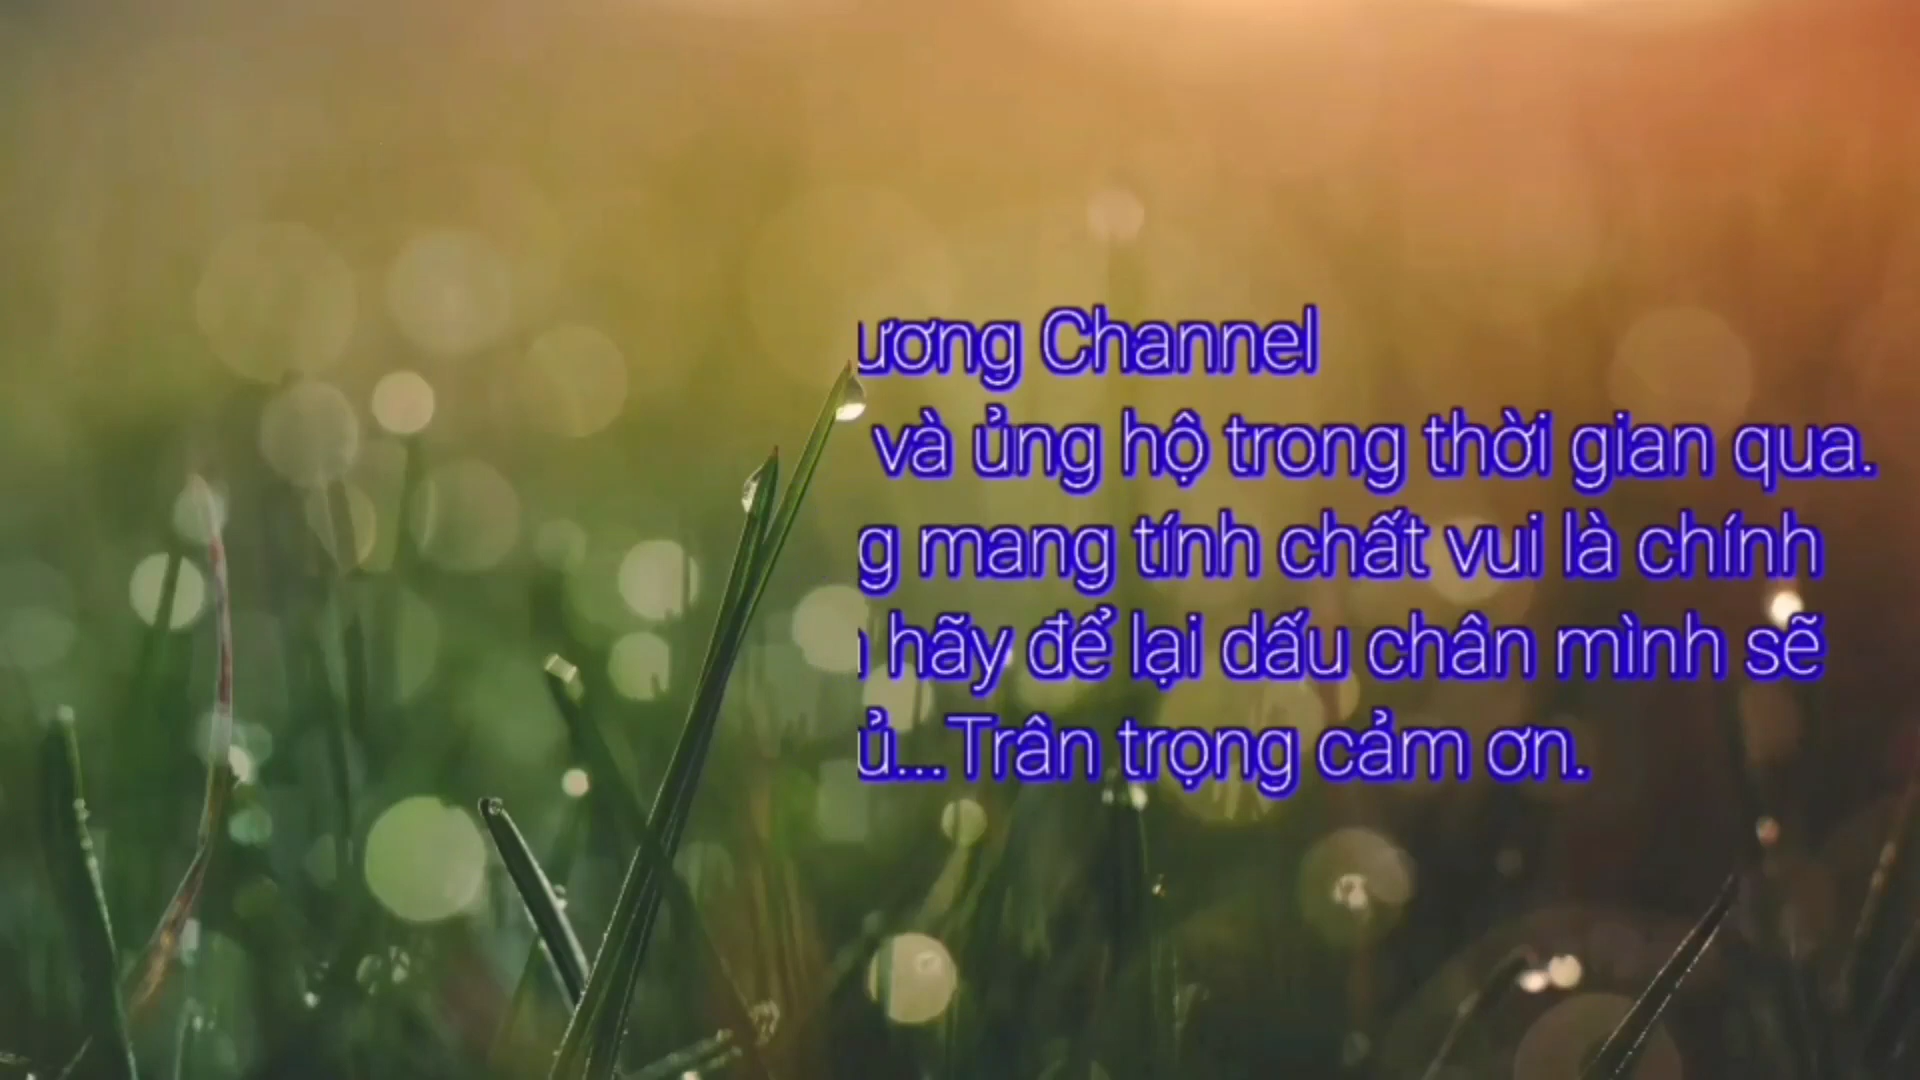 ương Channel
và ủng hộ trong thời gian qua.
g mang tính chất vui là chính
hãy để lại dấu chân mình sẽ
ủ...Trân trọng cảm ơn.